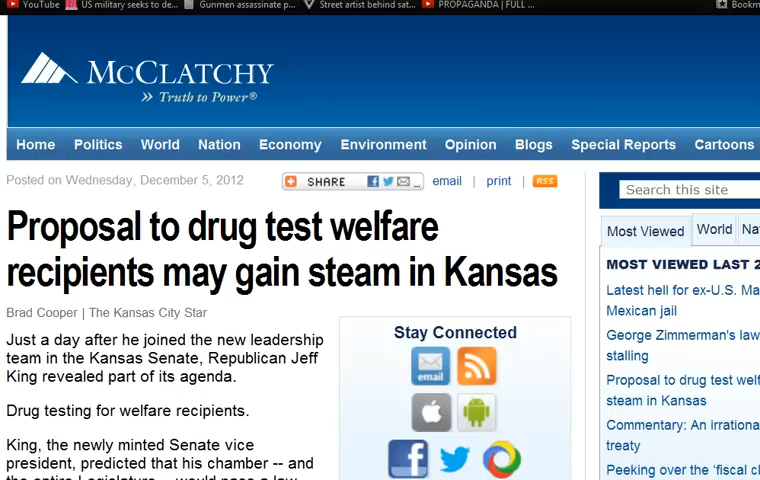 YouTube US military seeks to de... Gunmen assassinate p... Street artist behind sat... PROPAGANDA | FULL ... Bookm
McClatchy
» Truth to Power®
Home Politics World Nation Economy Environment Opinion Blogs Special Reports Cartoons
Posted on Wednesday, December 5, 2012 SHARE ... email | print | RSS
Search this site
Proposal to drug test welfare
recipients may gain steam in Kansas
Brad Cooper | The Kansas City Star
Just a day after he joined the new leadership
team in the Kansas Senate, Republican Jeff
King revealed part of its agenda.
Drug testing for welfare recipients.
King, the newly minted Senate vice
president, predicted that his chamber -- and
the entire Legislature -- would pass a law
Stay Connected
email
Most Viewed World Na
MOST VIEWED LAST 2
Latest hell for ex-U.S. Ma
Mexican jail
George Zimmerman's law
stalling
Proposal to drug test welf
steam in Kansas
Commentary: An irrationa
treaty
Peeking over the 'fiscal cl